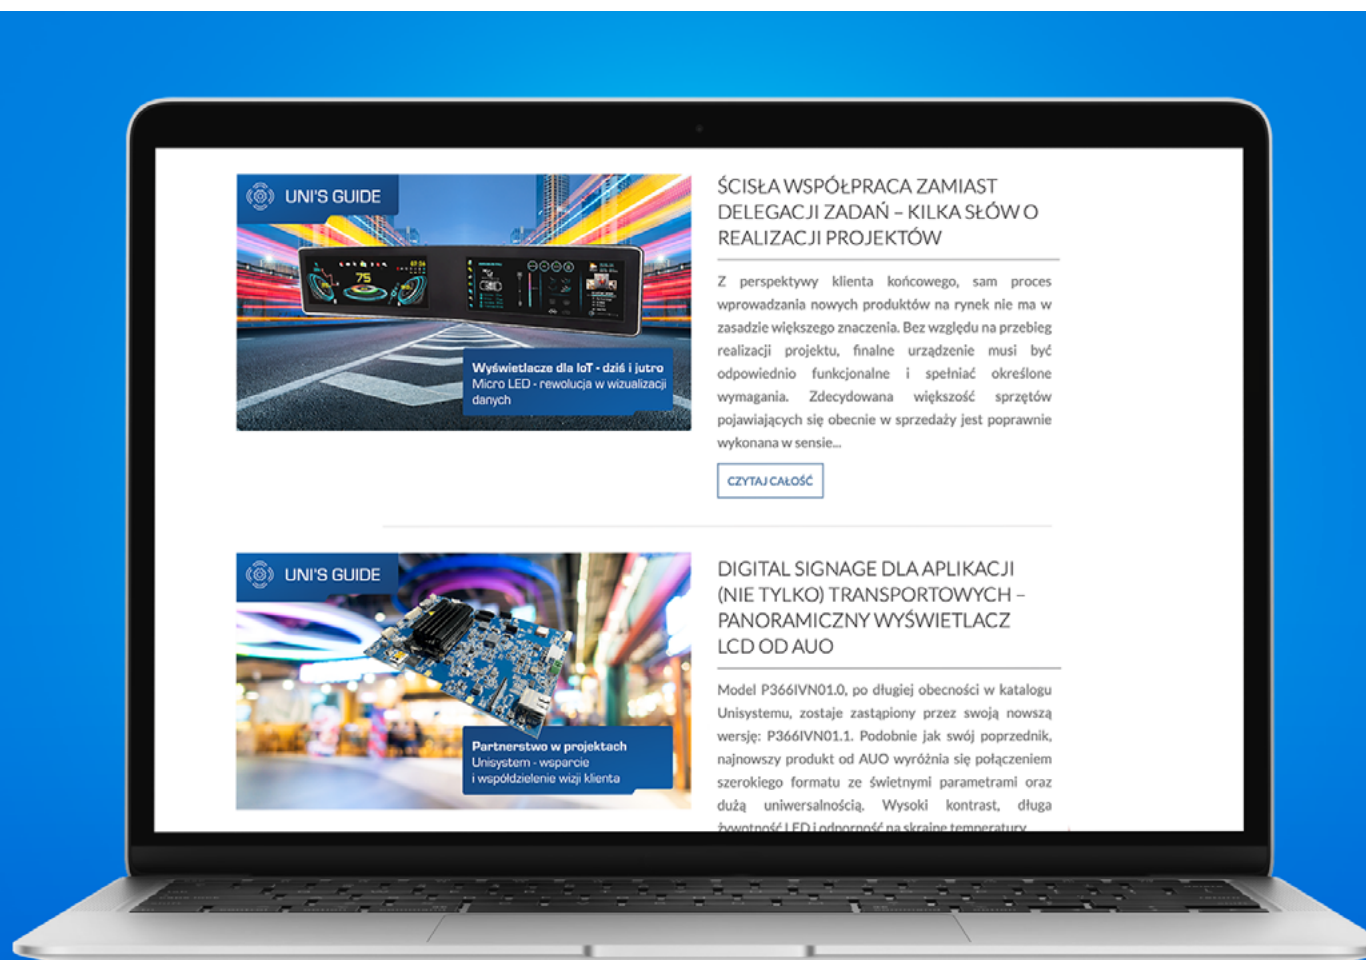 UNI'S GUIDE
75
Wyświetlacze dla IoT - dziś i jutro
Micro LED - rewolucja w wizualizacji
danych
ŚCISŁA WSPÓŁPRACA ZAMIAST
DELEGACJI ZADAŃ – KILKA SŁÓW O
REALIZACJI PROJEKTÓW
Z perspektywy klienta końcowego, sam proces
wprowadzania nowych produktów na rynek nie ma w
zasadzie większego znaczenia. Bez względu na przebieg
realizacji projektu, finalne urządzenie musi być
odpowiednio funkcjonalne i spełniać określone
wymagania. Zdecydowana większość sprzętów
pojawiających się obecnie w sprzedaży jest poprawnie
wykonana w sensie...
CZYTAJ CAŁOŚĆ
UNI'S GUIDE
Partnerstwo w projektach
Unisystem - wsparcie
i współdzielenie wizji klienta
DIGITAL SIGNAGE DLA APLIKACJI
(NIE TYLKO) TRANSPORTOWYCH –
PANORAMICZNY WYŚWIETLACZ
LCD OD AUO
Model P366IVN01.0, po długiej obecności w katalogu
Unisystemu, zostaje zastąpiony przez swoją nowszą
wersję: P366IVN01.1. Podobnie jak swój poprzednik,
najnowszy produkt od AUO wyróżnia się połączeniem
szerokiego formatu ze świetnymi parametrami oraz
dużą uniwersalnością. Wysoki kontrast, długa
żywotność LED i odporność na skrajne temperatury